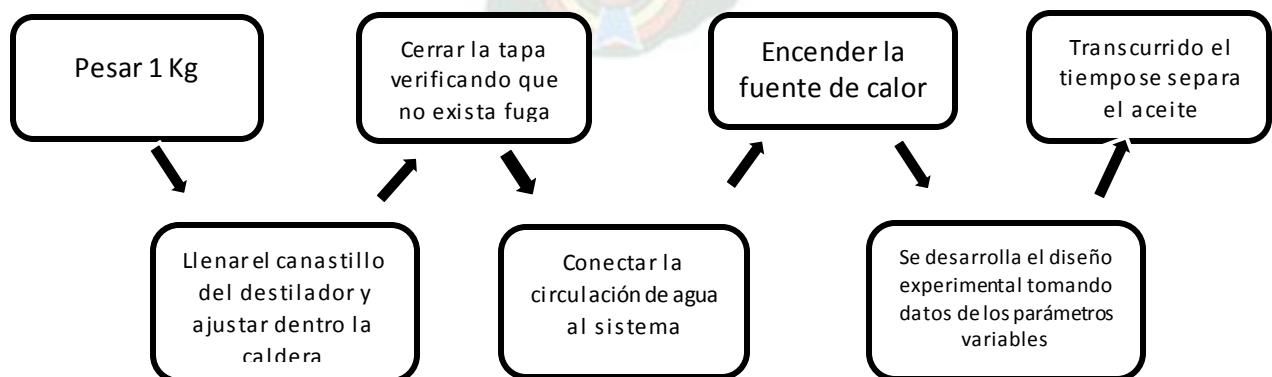 Pesar 1 Kg
Llenar el canastillo
del destilador y
ajustar dentro la
caldera
Cerrar la tapa
verificando que
no exista fuga
Conectar la
circulación de agua
al sistema
Encender la
fuente de calor
Se desarrolla el diseño
experimental tomando
datos de los parámetros
variables
Transcurrido el
tiempo se separa
el aceite